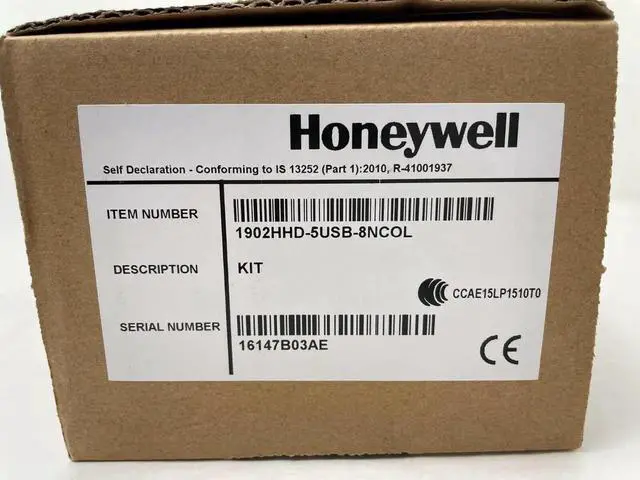 Honeywell
Self Declaration - Conforming to IS 13252 (Part 1):2010, R-41001937
ITEM NUMBER
1902HHD-5USB-8NCOL
DESCRIPTION
KIT
CCAE15LP1510T0
SERIAL NUMBER
16147B03AE
CE